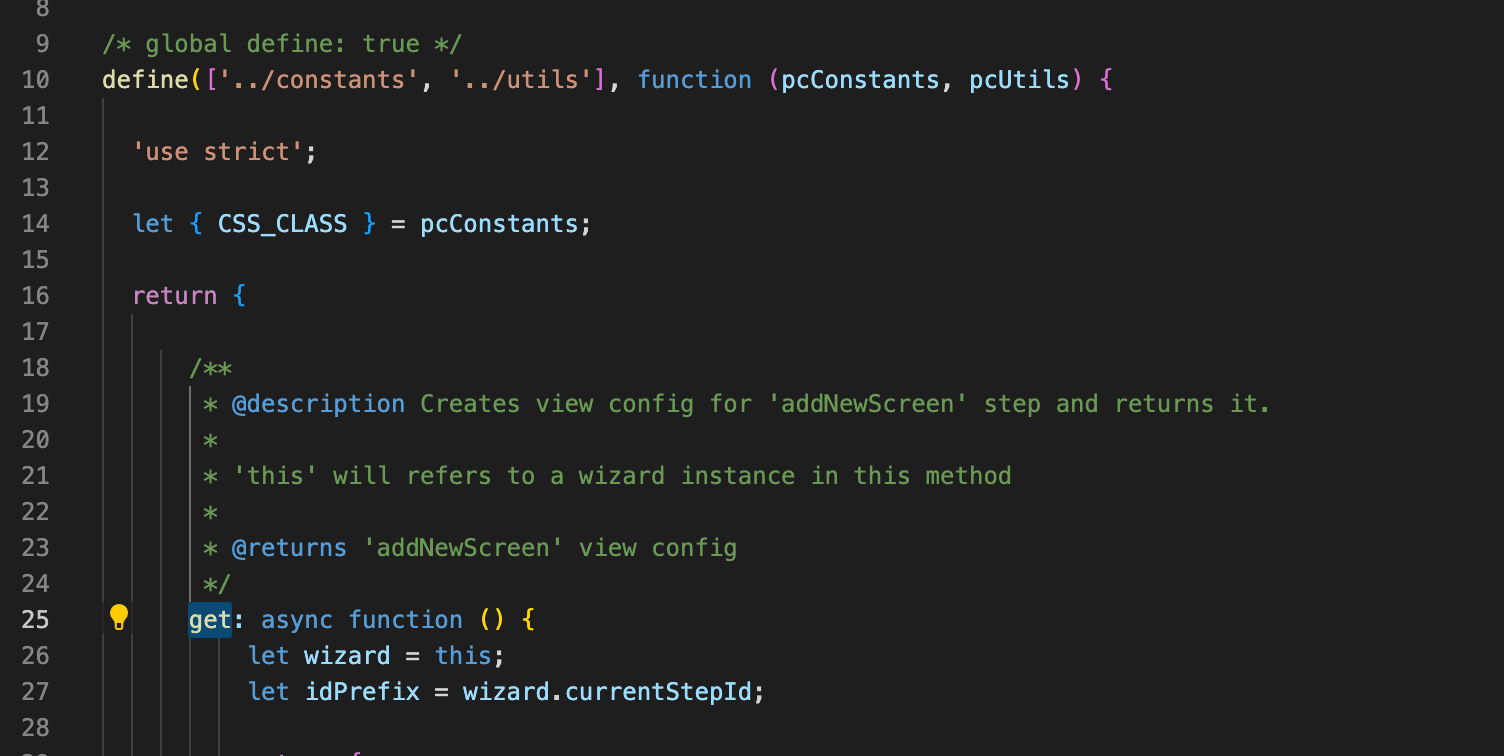 8
9 /* global define: true */
10 define(['../constants', '../utils'], function (pcConstants, pcUtils) {
11
12 'use strict';
13
14 let { CSS_CLASS } = pcConstants;
15
16 return {
17
18 /**
19 * @description Creates view config for 'addNewScreen' step and returns it.
20 *
21 * 'this' will refers to a wizard instance in this method
22 *
23 * @returns 'addNewScreen' view config
24 */
25 get: async function () {
26 let wizard = this;
27 let idPrefix = wizard.currentStepId;
28